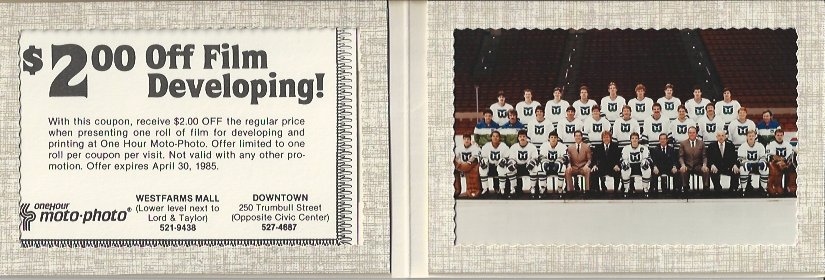 $2.00 Off Film
Developing!
With this coupon, receive $2.00 OFF the regular price
when presenting one roll of film for developing and
printing at One Hour Moto-Photo. Offer limited to one
roll per coupon per visit. Not valid with any other pro-
motion. Offer expires April 30, 1985.
oneHour
moto·photo®
WESTFARMS MALL
(Lower level next to
Lord & Taylor)
521-9438
DOWNTOWN
250 Trumbull Street
(Opposite Civic Center)
527-4687